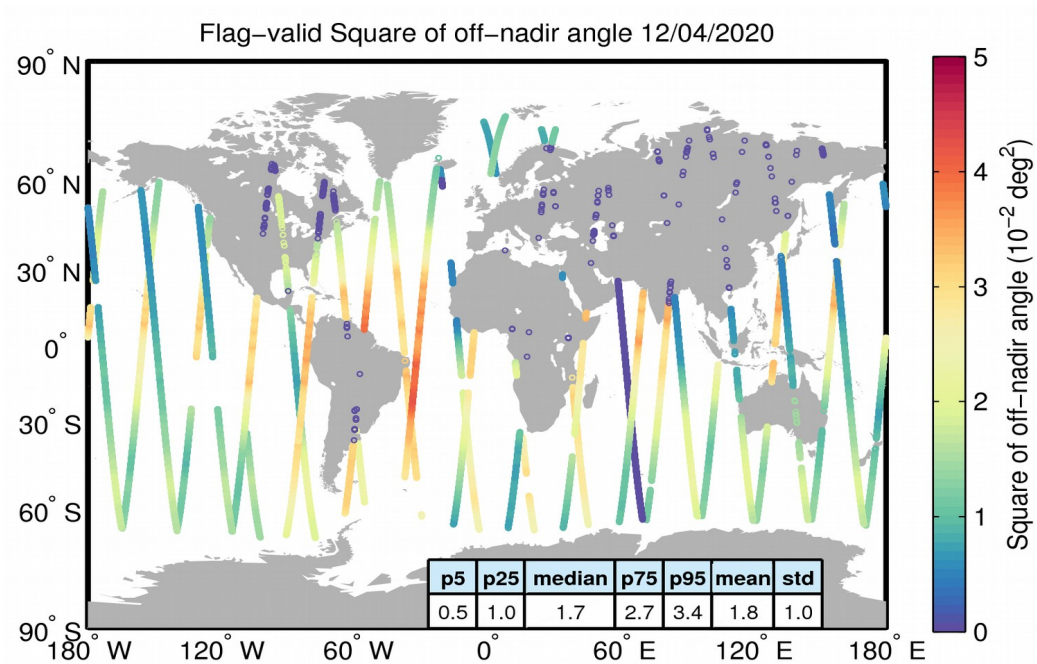 Flag−valid Square of off−nadir angle 12/04/2020
90° N
60° N
30° N
0°
30° S
60° S
90° S
180° W
120° W
60° W
0°
60° E
120° E
180° E
p5 p25 median p75 p95 mean std
0.5 1.0 1.7 2.7 3.4 1.8 1.0
5
4
3
2
1
0
Square of off−nadir angle (10⁻² deg²)